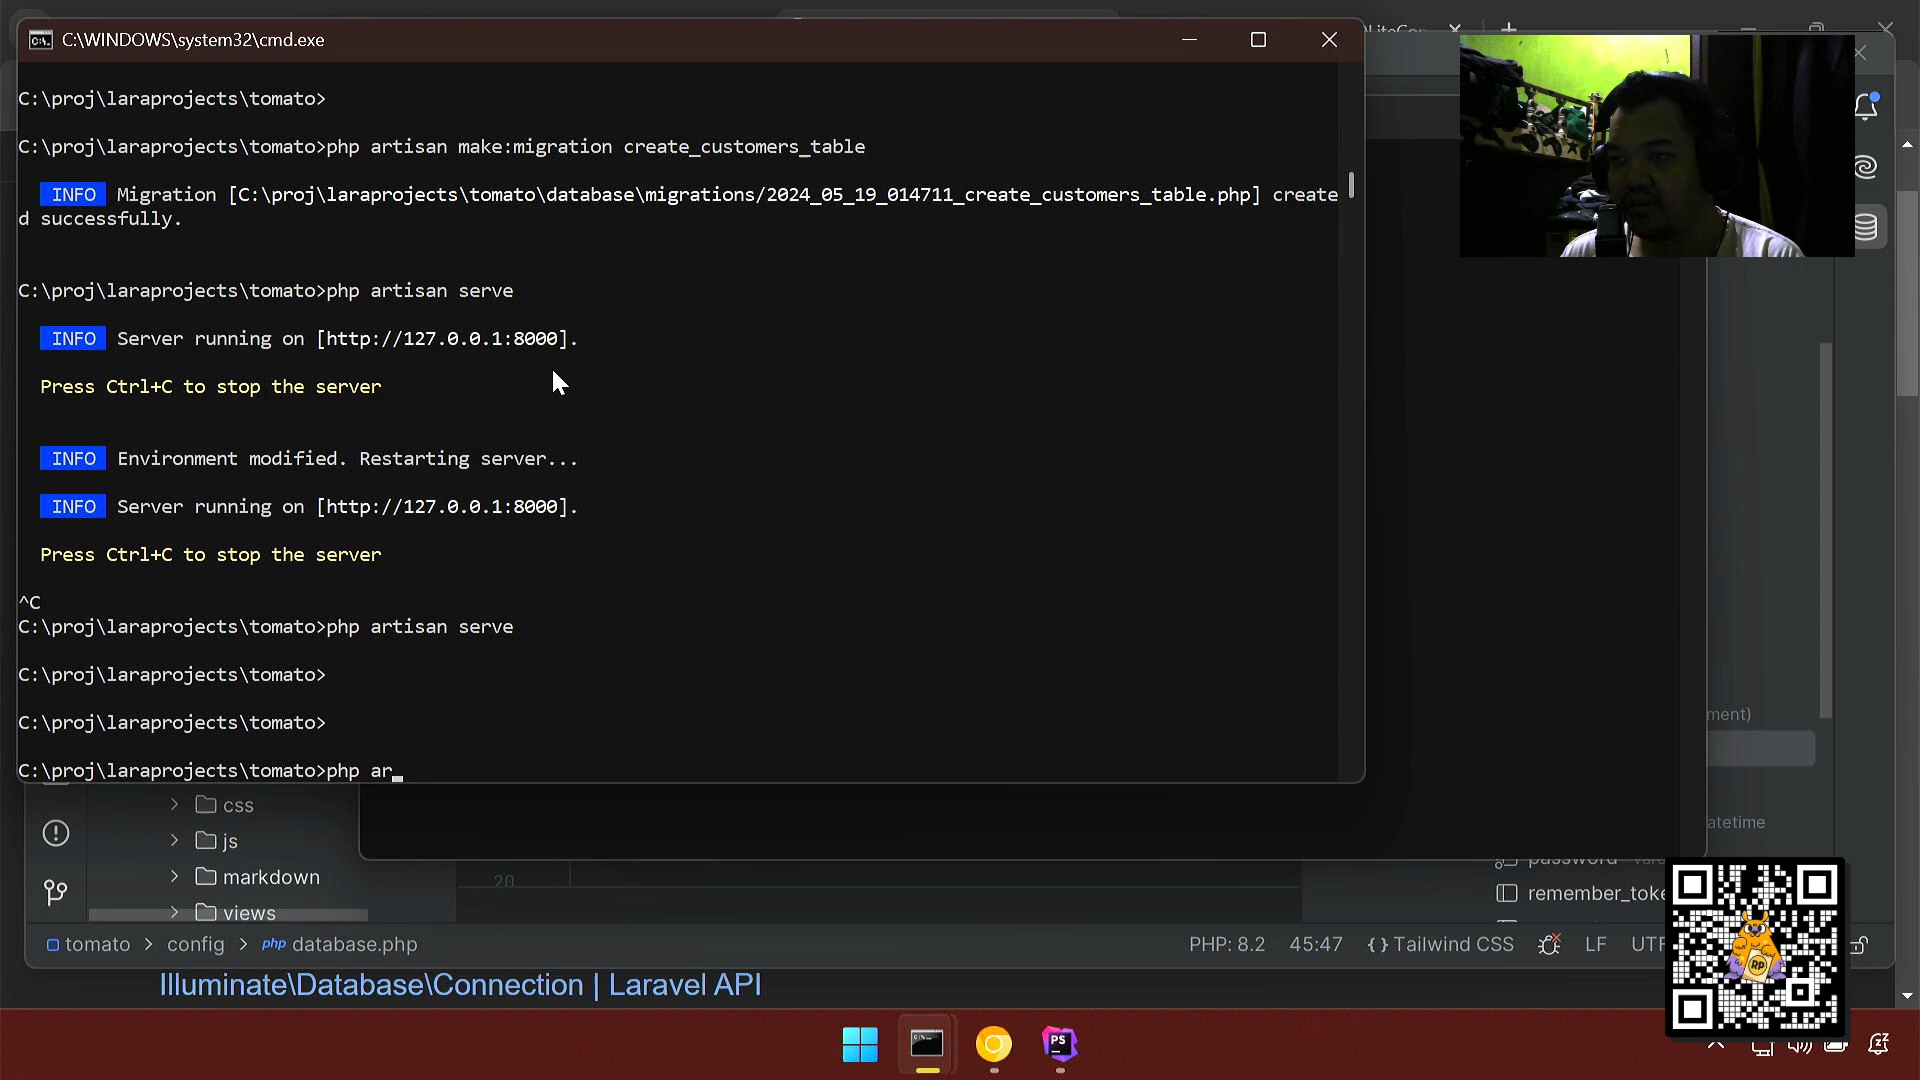 C:\WINDOWS\system32\cmd.exe
C:\proj\laraprojects\tomato>
C:\proj\laraprojects\tomato>php artisan make:migration create_customers_table
INFO Migration [C:\proj\laraprojects\tomato\database\migrations/2024_05_19_014711_create_customers_table.php] create
d successfully.
C:\proj\laraprojects\tomato>php artisan serve
INFO Server running on [http://127.0.0.1:8000].
Press Ctrl+C to stop the server
INFO Environment modified. Restarting server...
INFO Server running on [http://127.0.0.1:8000].
Press Ctrl+C to stop the server
^C
C:\proj\laraprojects\tomato>php artisan serve
C:\proj\laraprojects\tomato>
C:\proj\laraprojects\tomato>
C:\proj\laraprojects\tomato>php ar
ment)
css
atetime
js
markdown
20
remember_toke
views
tomato > config > php database.php
PHP: 8.2 45:47 {} Tailwind CSS LF UTF
Illuminate\Database\Connection | Laravel API
PS
RP